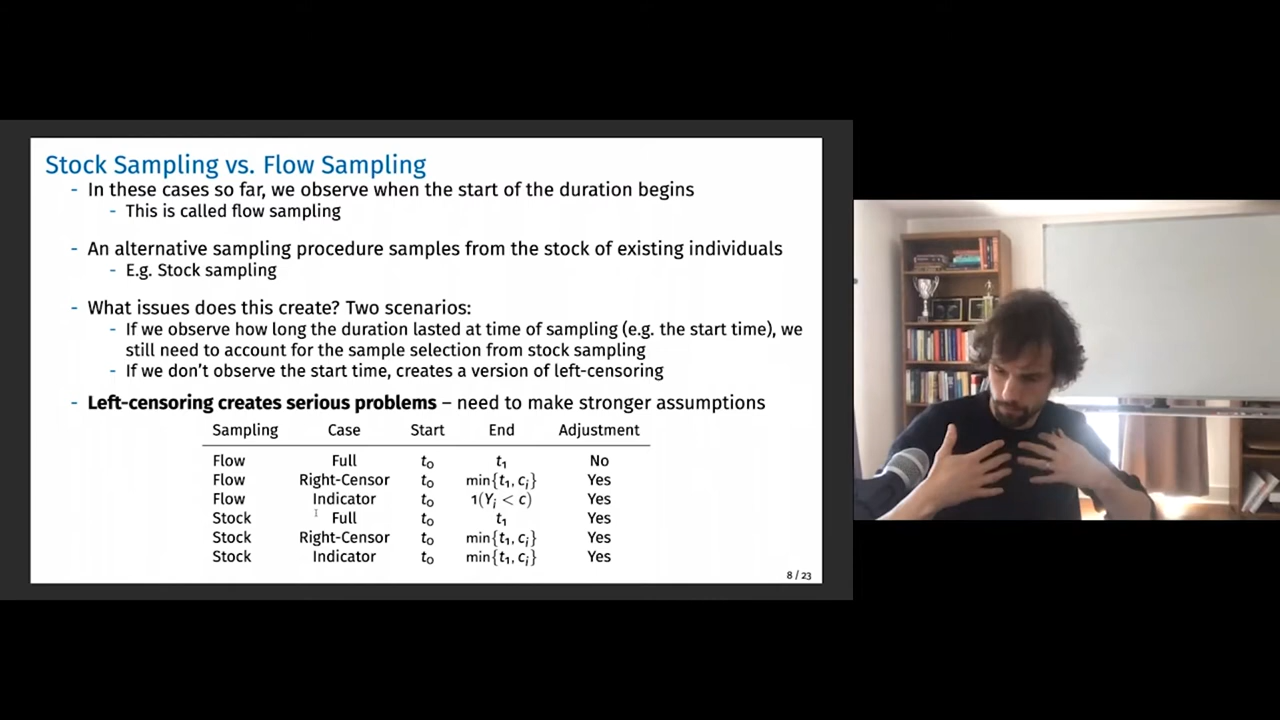 Stock Sampling vs. Flow Sampling
- In these cases so far, we observe when the start of the duration begins
- This is called flow sampling
- An alternative sampling procedure samples from the stock of existing individuals
- E.g. Stock sampling
- What issues does this create? Two scenarios:
- If we observe how long the duration lasted at time of sampling (e.g. the start time), we
still need to account for the sample selection from stock sampling
- If we don't observe the start time, creates a version of left-censoring
- Left-censoring creates serious problems – need to make stronger assumptions
Sampling Case Start End Adjustment
Flow Full t₀ t₁ No
Flow Right-Censor t₀ min{t₁, cᵢ} Yes
Flow Indicator t₀ 1(Yᵢ < c) Yes
Stock Full t₀ t₁ Yes
Stock Right-Censor t₀ min{t₁, cᵢ} Yes
Stock Indicator t₀ min{t₁, cᵢ} Yes
8 / 23